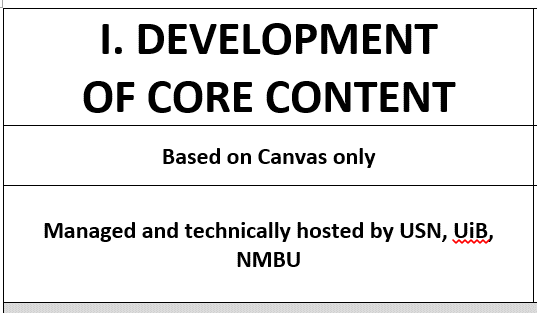 I. DEVELOPMENT
OF CORE CONTENT
Based on Canvas only
Managed and technically hosted by USN, UiB,
NMBU